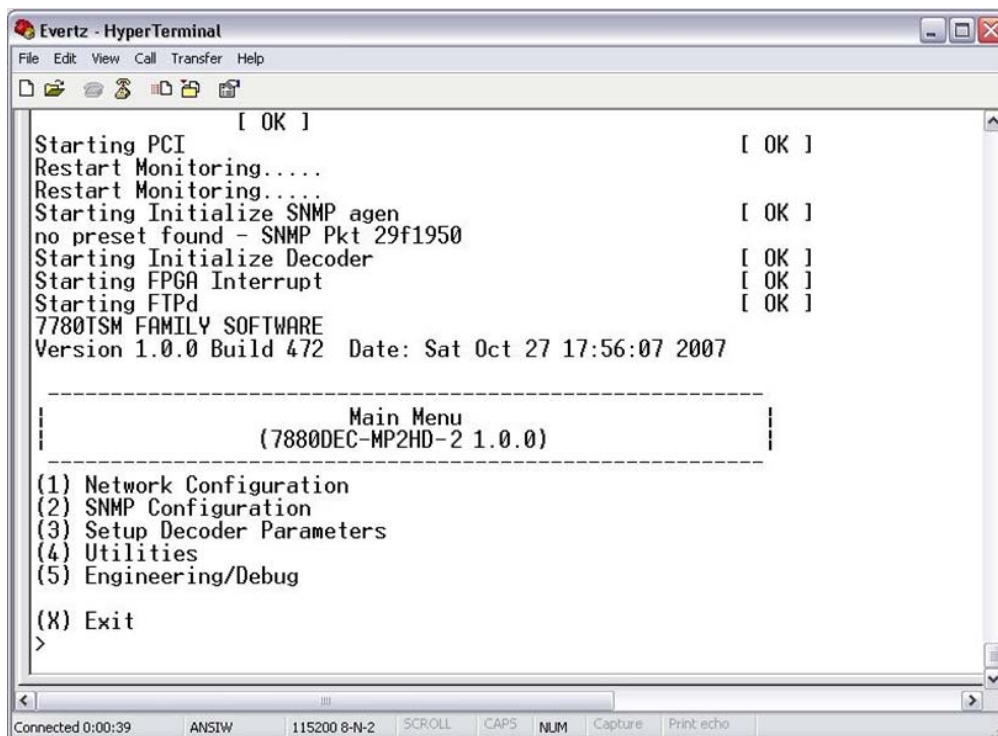 Evertz - HyperTerminal
File Edit View Call Transfer Help
[ OK ]
Starting PCI [ OK ]
Restart Monitoring.....
Restart Monitoring.....
Starting Initialize SNMP agen [ OK ]
no preset found - SNMP Pkt 29f1950
Starting Initialize Decoder [ OK ]
Starting FPGA Interrupt [ OK ]
Starting FTPd [ OK ]
7780TSM FAMILY SOFTWARE
Version 1.0.0 Build 472 Date: Sat Oct 27 17:56:07 2007
Main Menu
(7880DEC-MP2HD-2 1.0.0)
(1) Network Configuration
(2) SNMP Configuration
(3) Setup Decoder Parameters
(4) Utilities
(5) Engineering/Debug
(X) Exit
>
Connected 0:00:39 ANSIW 115200 8-N-2 SCROLL CAPS NUM Capture Print echo